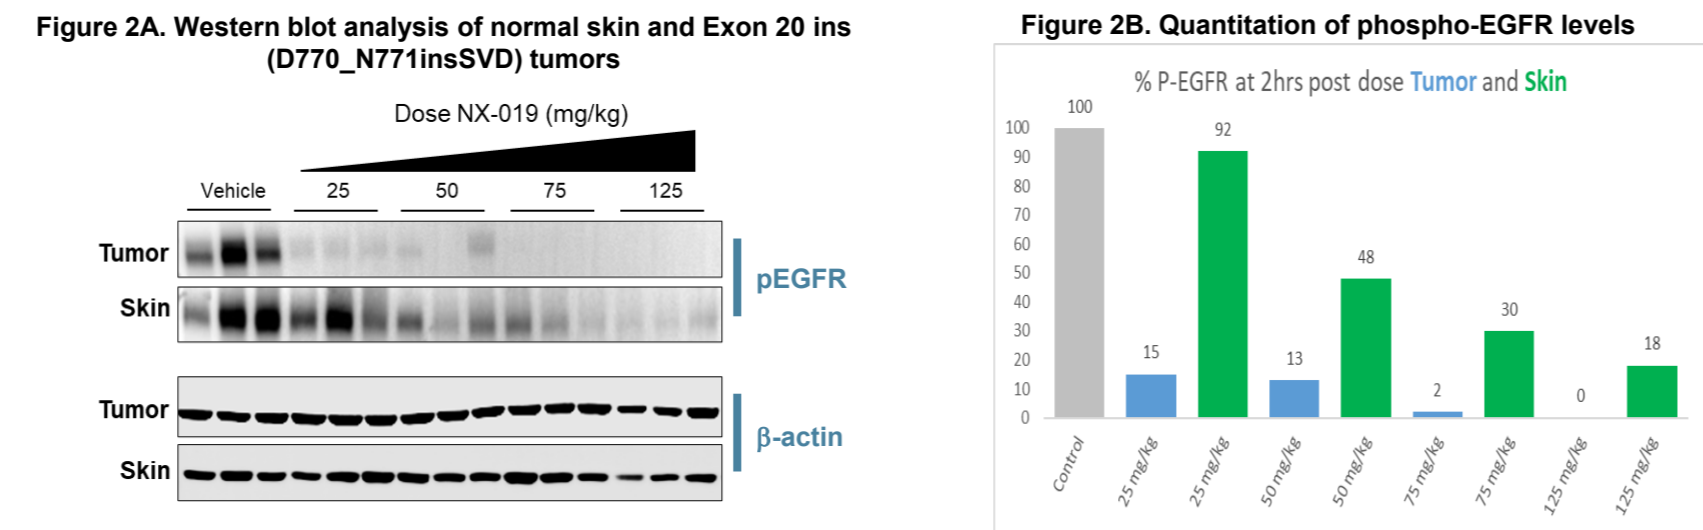 Figure 2A. Western blot analysis of normal skin and Exon 20 ins
(D770_N771insSVD) tumors
Dose NX-019 (mg/kg)
Vehicle 25 50 75 125
Tumor
Skin
pEGFR
Tumor
Skin
β-actin
Figure 2B. Quantitation of phospho-EGFR levels
% P-EGFR at 2hrs post dose Tumor and Skin
100
90
80
70
60
50
40
30
20
10
0
100
15
92
13
48
2
30
0
18
Control
25 mg/kg
25 mg/kg
50 mg/kg
50 mg/kg
75 mg/kg
75 mg/kg
125 mg/kg
125 mg/kg